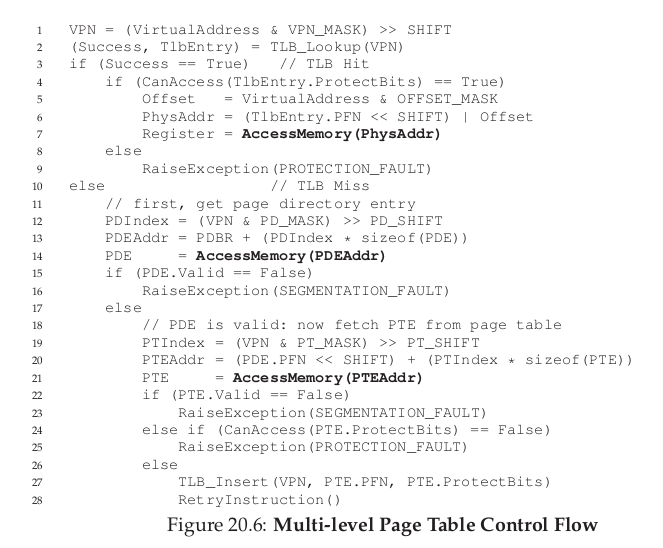 1 VPN = (VirtualAddress & VPN_MASK) >> SHIFT
2 (Success, TlbEntry) = TLB_Lookup(VPN)
3 if (Success == True) // TLB Hit
4 if (CanAccess(TlbEntry.ProtectBits) == True)
5 Offset = VirtualAddress & OFFSET_MASK
6 PhysAddr = (TlbEntry.PFN << SHIFT) | Offset
7 Register = AccessMemory(PhysAddr)
8 else
9 RaiseException(PROTECTION_FAULT)
10 else // TLB Miss
11 // first, get page directory entry
12 PDIndex = (VPN & PD_MASK) >> PD_SHIFT
13 PDEAddr = PDBR + (PDIndex * sizeof(PDE))
14 PDE = AccessMemory(PDEAddr)
15 if (PDE.Valid == False)
16 RaiseException(SEGMENTATION_FAULT)
17 else
18 // PDE is valid: now fetch PTE from page table
19 PTIndex = (VPN & PT_MASK) >> PT_SHIFT
20 PTEAddr = (PDE.PFN << SHIFT) + (PTIndex * sizeof(PTE))
21 PTE = AccessMemory(PTEAddr)
22 if (PTE.Valid == False)
23 RaiseException(SEGMENTATION_FAULT)
24 else if (CanAccess(PTE.ProtectBits) == False)
25 RaiseException(PROTECTION_FAULT)
26 else
27 TLB_Insert(VPN, PTE.PFN, PTE.ProtectBits)
28 RetryInstruction()
Figure 20.6: Multi-level Page Table Control Flow